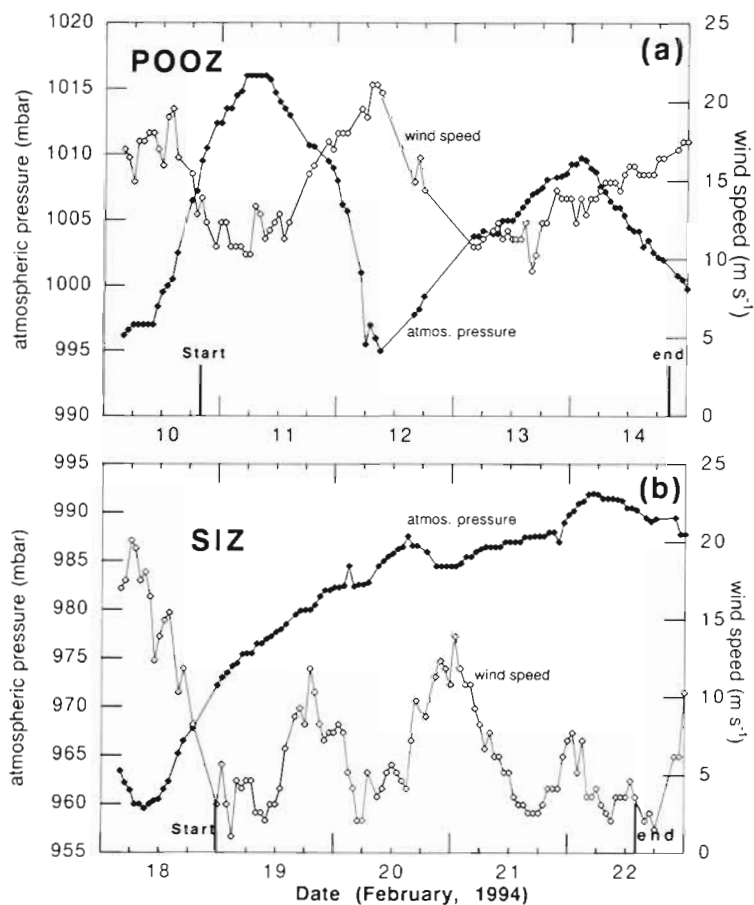 1020
1015
1010
1005
1000
995
990
atmospheric pressure (mbar)
POOZ
(a)
wind speed
atmos. pressure
Start
end
25
20
15
10
5
0
wind speed (m s⁻¹)
10 11 12 13 14
995
990
985
980
975
970
965
960
955
atmospheric pressure (mbar)
SIZ
(b)
atmos. pressure
wind speed
Start
end
25
20
15
10
5
0
wind speed (m s⁻¹)
18 19 20 21 22
Date (February, 1994)